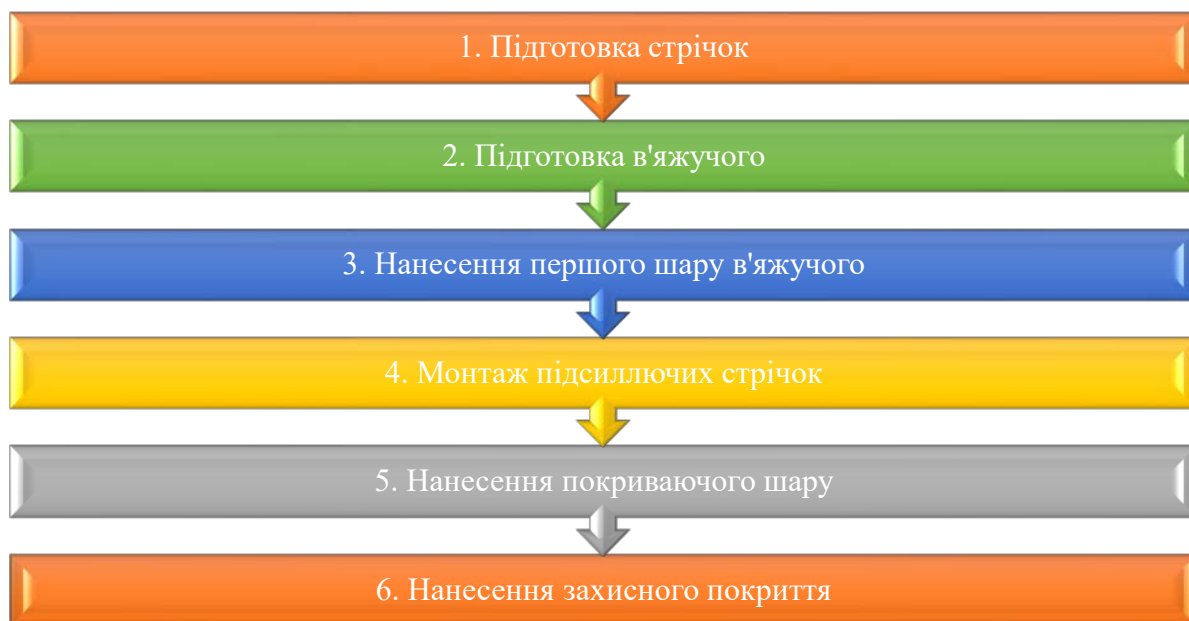 1. Підготовка стрічок
2. Підготовка в'яжучого
3. Нанесення першого шару в'яжучого
4. Монтаж підсиллючих стрічок
5. Нанесення покриваючого шару
6. Нанесення захисного покриття